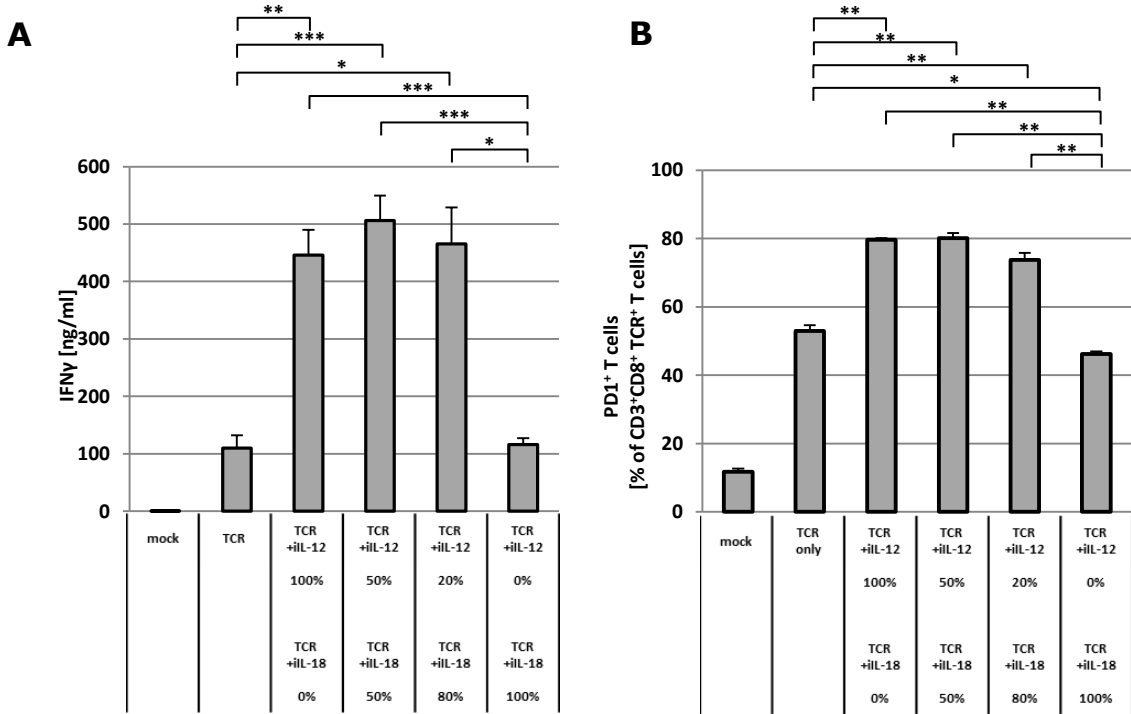 A
**
***
*
***
***
*
IFNγ [ng/ml]
600
500
400
300
200
100
0
mock
TCR
TCR
+iIL-12
100%
TCR
+iIL-18
0%
TCR
+iIL-12
50%
TCR
+iIL-18
50%
TCR
+iIL-12
20%
TCR
+iIL-18
80%
TCR
+iIL-12
0%
TCR
+iIL-18
100%
B
**
**
**
*
**
**
**
PD1⁺ T cells
[% of CD3⁺CD8⁺ TCR⁺ T cells]
100
80
60
40
20
0
mock
TCR
only
TCR
+iIL-12
100%
TCR
+iIL-18
0%
TCR
+iIL-12
50%
TCR
+iIL-18
50%
TCR
+iIL-12
20%
TCR
+iIL-18
80%
TCR
+iIL-12
0%
TCR
+iIL-18
100%